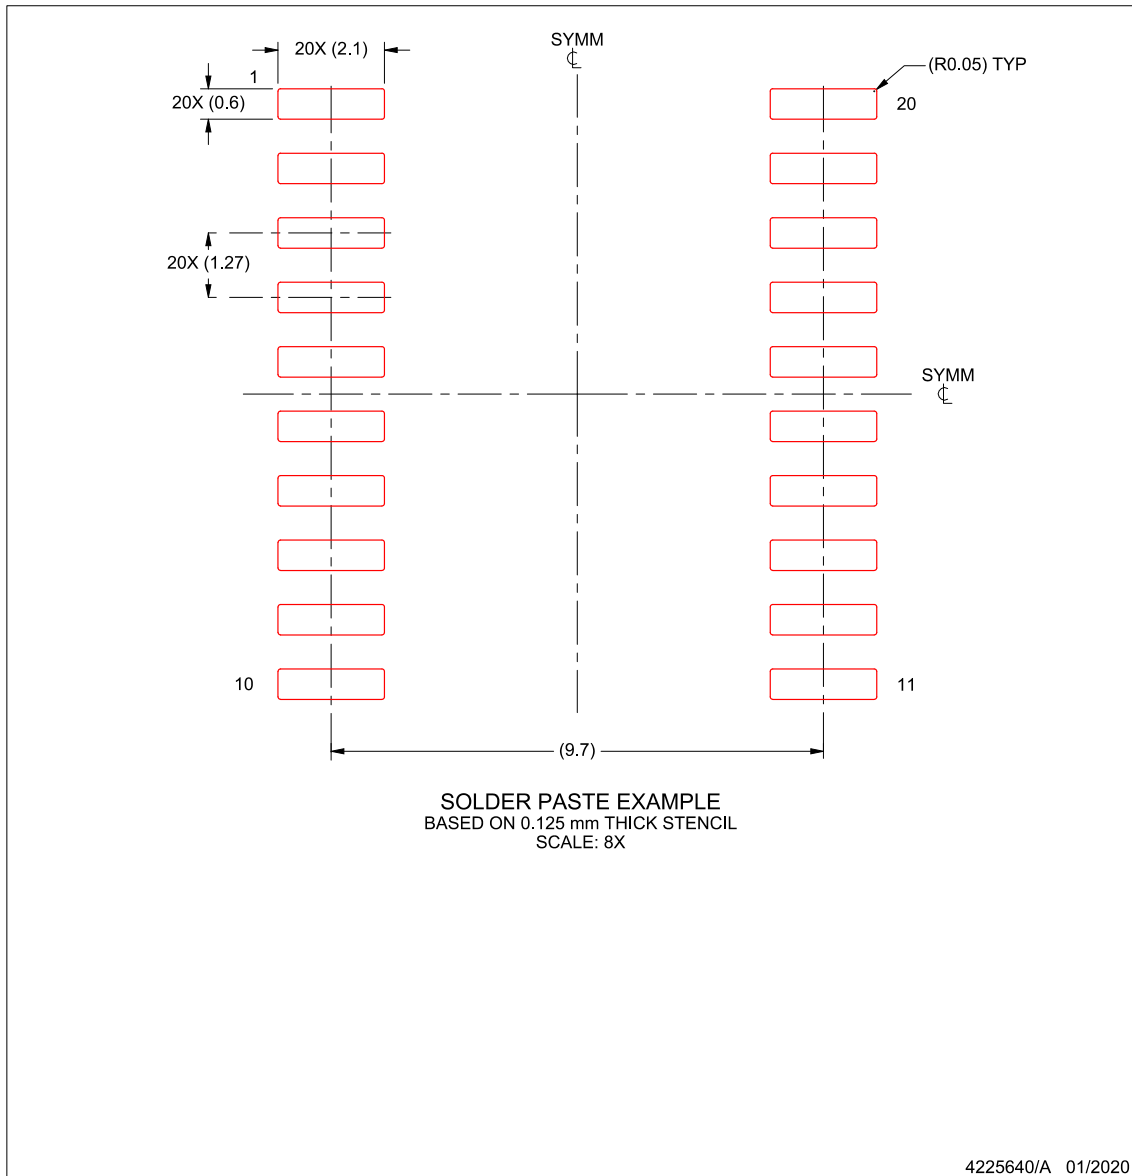 SYMM
℄
20X (2.1)
(R0.05) TYP
1
20X (0.6)
20
20X (1.27)
SYMM
℄
10
11
(9.7)
SOLDER PASTE EXAMPLE
BASED ON 0.125 mm THICK STENCIL
SCALE: 8X
4225640/A 01/2020